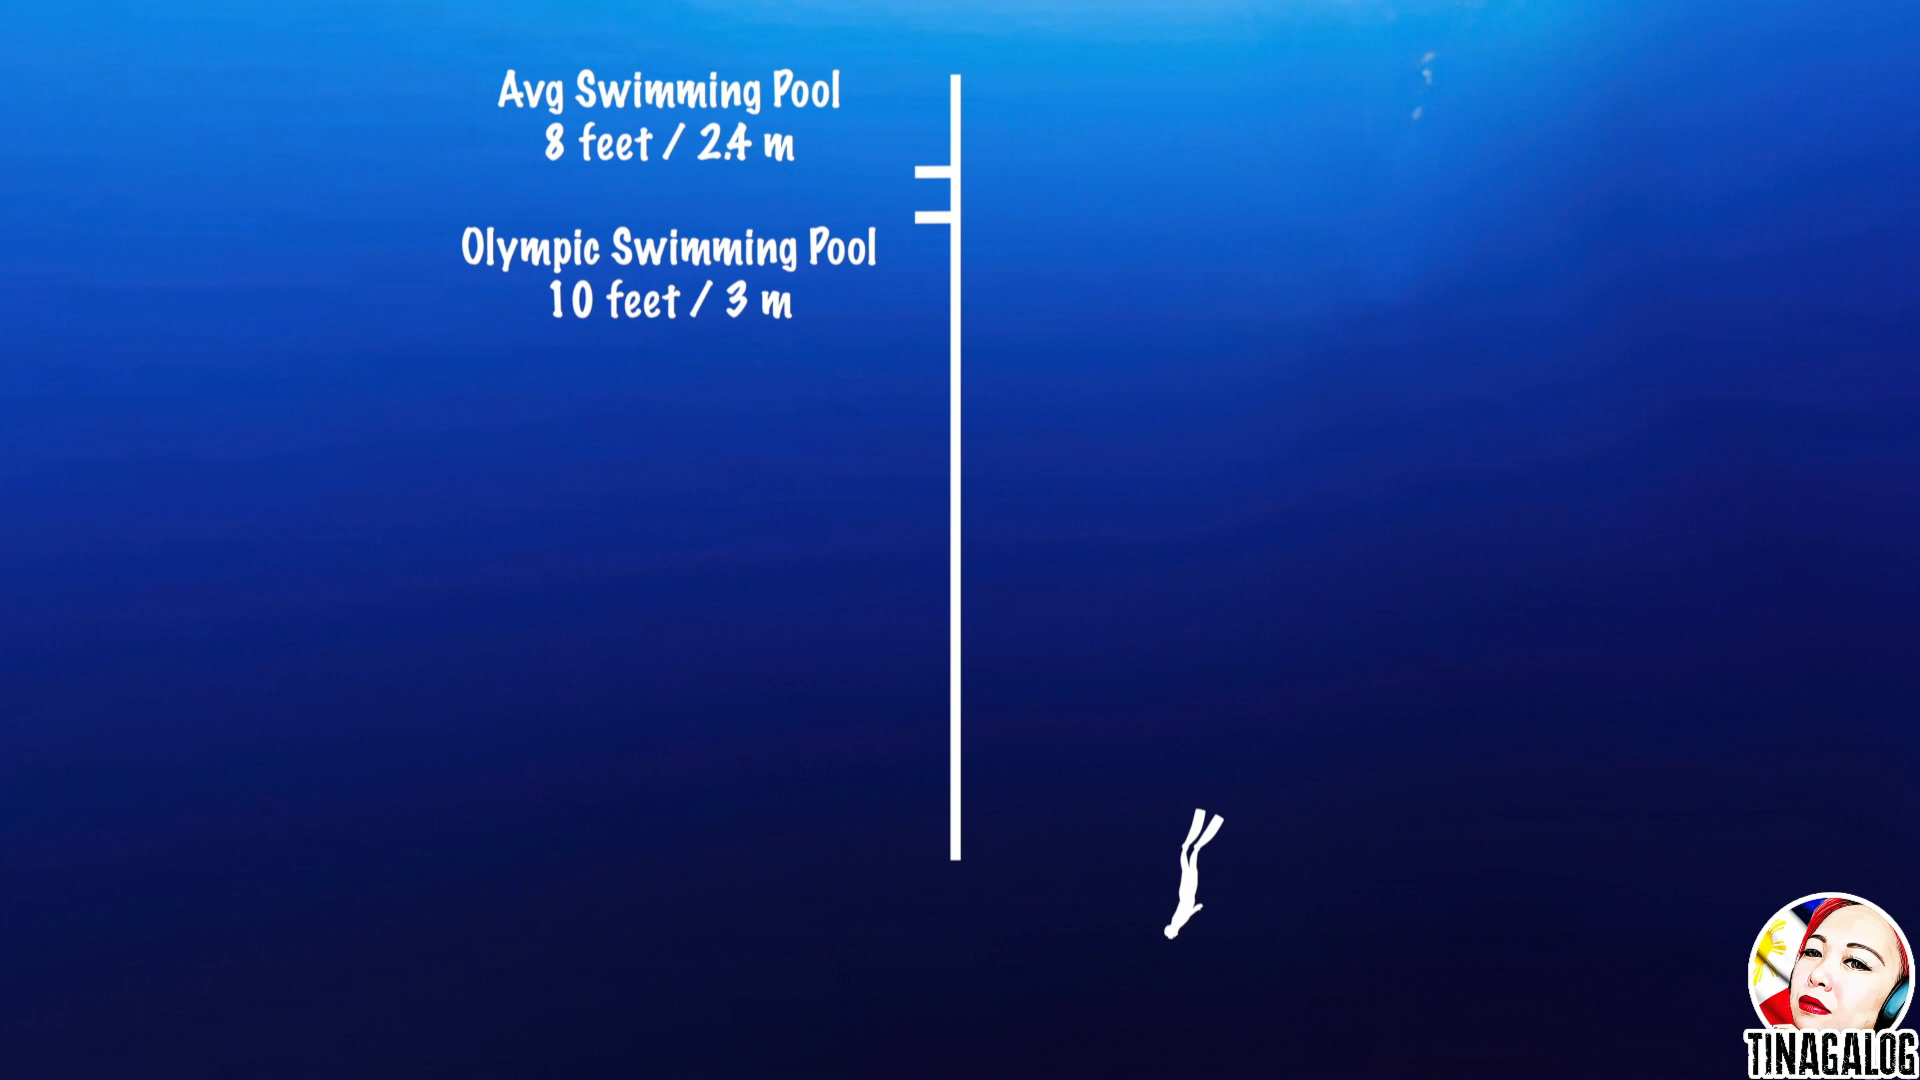 Avg Swimming Pool
8 feet / 2.4 m
Olympic Swimming Pool
10 feet / 3 m
TINAGALOG